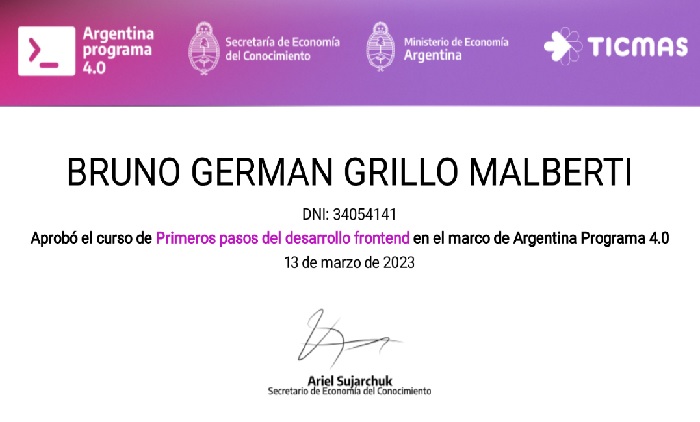 Argentina
programa
4.0
Secretaría de Economía
del Conocimiento
Ministerio de Economía
Argentina
TICMAS
BRUNO GERMAN GRILLO MALBERTI
DNI: 34054141
Aprobó el curso de Primeros pasos del desarrollo frontend en el marco de Argentina Programa 4.0
13 de marzo de 2023
Ariel Sujarchuk
Secretario de Economía del Conocimiento